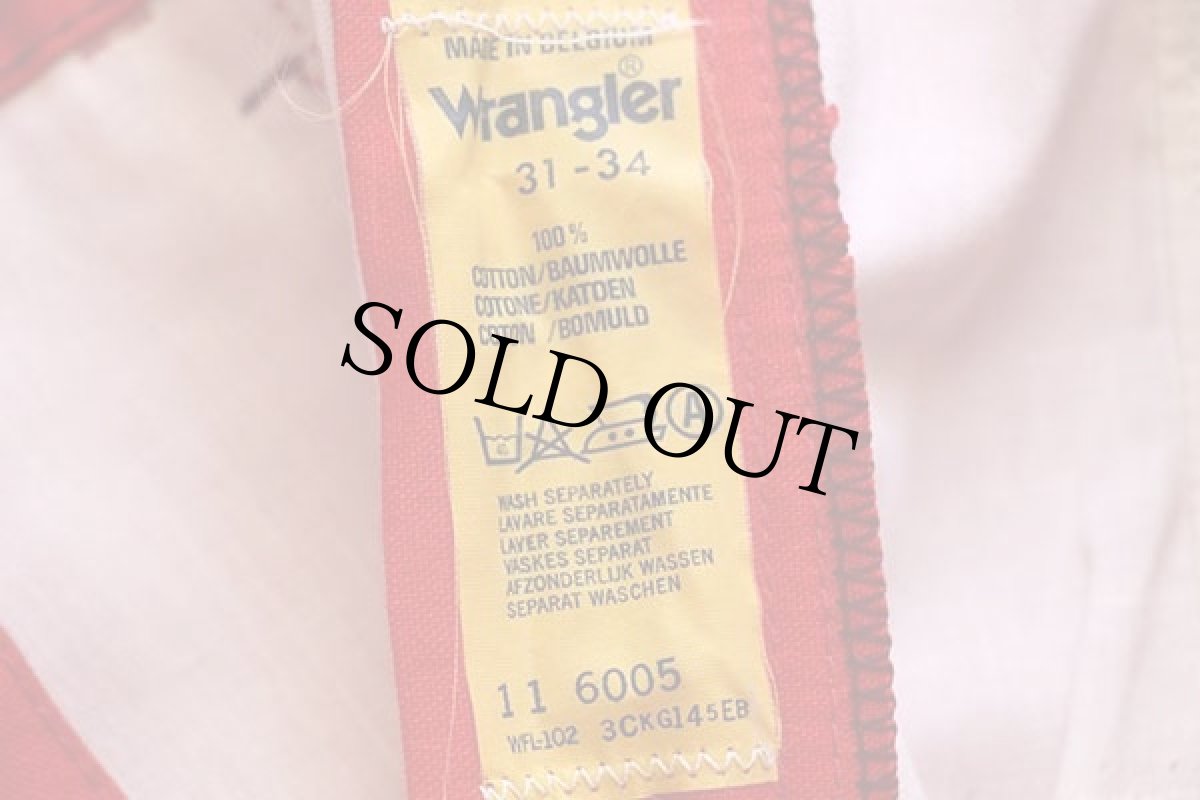 MADE IN BELGIUM
Wrangler®
31-34
100%
COTTON/BAUMWOLLE
COTONE/KATOEN
COTON /BOMULD
SOLD OUT
A
WASH SEPARATELY
LAVARE SEPARATAMENTE
LAVER SEPAREMENT
VASKES SEPARAT
AFZONDERLIJK WASSEN
SEPARAT WASCHEN
11 6005
WFL-102 3CKG145EB